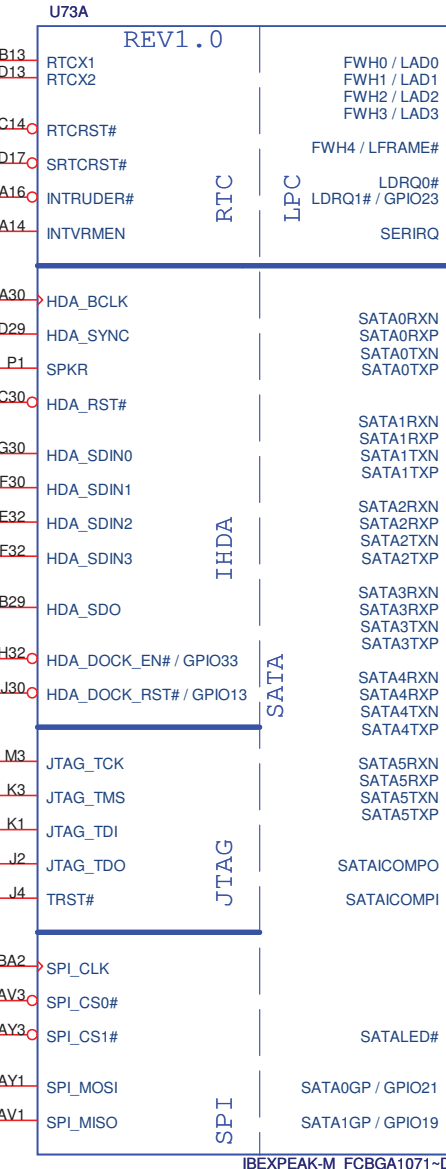 U73A
REV1.0
B13 RTCX1
D13 RTCX2
C14 RTCRST#
D17 SRTCRST#
A16 INTRUDER#
A14 INTVRMEN
RTC
LPC
FWH0 / LAD0
FWH1 / LAD1
FWH2 / LAD2
FWH3 / LAD3
FWH4 / LFRAME#
LDRQ0#
LDRQ1# / GPIO23
SERIRQ
A30 HDA_BCLK
D29 HDA_SYNC
P1 SPKR
C30 HDA_RST#
G30 HDA_SDIN0
F30 HDA_SDIN1
E32 HDA_SDIN2
F32 HDA_SDIN3
B29 HDA_SDO
H32 HDA_DOCK_EN# / GPIO33
J30 HDA_DOCK_RST# / GPIO13
IHDA
SATA
SATA0RXN
SATA0RXP
SATA0TXN
SATA0TXP
SATA1RXN
SATA1RXP
SATA1TXN
SATA1TXP
SATA2RXN
SATA2RXP
SATA2TXN
SATA2TXP
SATA3RXN
SATA3RXP
SATA3TXN
SATA3TXP
SATA4RXN
SATA4RXP
SATA4TXN
SATA4TXP
SATA5RXN
SATA5RXP
SATA5TXN
SATA5TXP
SATAICOMPO
SATAICOMPI
SATALED#
SATA0GP / GPIO21
SATA1GP / GPIO19
M3 JTAG_TCK
K3 JTAG_TMS
K1 JTAG_TDI
J2 JTAG_TDO
J4 TRST#
JTAG
BA2 SPI_CLK
AV3 SPI_CS0#
AY3 SPI_CS1#
AY1 SPI_MOSI
AV1 SPI_MISO
SPI
IBEXPEAK-M_FCBGA1071~D